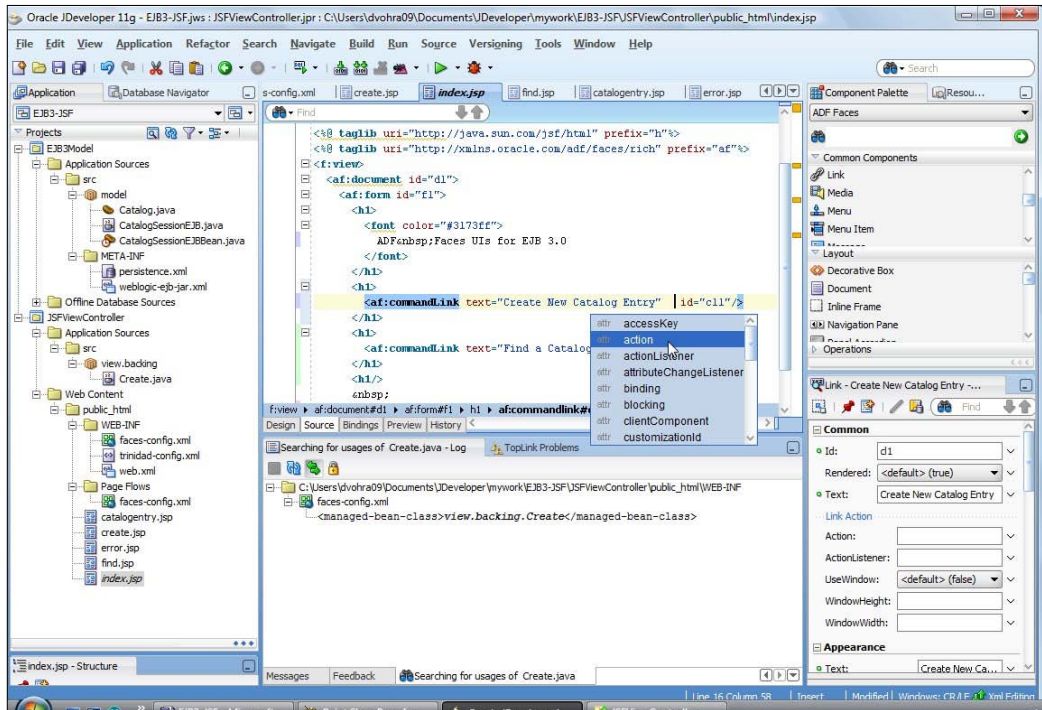 Oracle JDeveloper 11g - EJB3-JSF.jws : JSFViewController.jpr : C:\Users\dvohra09\Documents\JDeveloper\mywork\EJB3-JSF\JSFViewController\public_html\index.jsp
File Edit View Application Refactor Search Navigate Build Run Source Versioning Tools Window Help
Search
Application Database Navigator
EJB3-JSF
Projects
EJB3Model
Application Sources
src
model
Catalog.java
CatalogSessionEJB.java
CatalogSessionEJBBean.java
META-INF
persistence.xml
weblogic-ejb-jar.xml
Offline Database Sources
JSFViewController
Application Sources
src
view.backing
Create.java
Web Content
public_html
WEB-INF
faces-config.xml
trinidad-config.xml
web.xml
Page Flows
faces-config.xml
catalogentry.jsp
create.jsp
error.jsp
find.jsp
index.jsp
index.jsp - Structure
s-config.xml create.jsp index.jsp find.jsp catalogentry.jsp error.jsp
Find
<%@ taglib uri="http://java.sun.com/jsf/html" prefix="h"%>
<%@ taglib uri="http://xmlns.oracle.com/adf/faces/rich" prefix="af"%>
<f:view>
<af:document id="d1">
<af:form id="f1">
<h1>
<font color="#3173ff">
ADF&nbsp;Faces UIs for EJB 3.0
</font>
</h1>
<h1>
<af:commandLink text="Create New Catalog Entry" id="cl1"/>
</h1>
<h1>
<af:commandLink text="Find a Catalog
</h1>
<h1/>
&nbsp;
attr accessKey
attr action
attr actionListener
attr attributeChangeListener
attr binding
attr blocking
attr clientComponent
attr customizationId
f:view af:document#d1 af:form#f1 h1 af:commandlink#
Design Source Bindings Preview History
Searching for usages of Create.java - Log TopLink Problems
C:\Users\dvohra09\Documents\JDeveloper\mywork\EJB3-JSF\JSFViewController\public_html\WEB-INF
faces-config.xml
<managed-bean-class>view.backing.Create</managed-bean-class>
Messages Feedback Searching for usages of Create.java
Component Palette Resou...
ADF Faces
Common Components
Link
Media
Menu
Menu Item
Layout
Decorative Box
Document
Inline Frame
Navigation Pane
Operations
Link - Create New Catalog Entry -...
Find
Common
Id: cl1
Rendered: <default> (true)
Text: Create New Catalog Entry
Link Action
Action:
ActionListener:
UseWindow: <default> (false)
WindowHeight:
WindowWidth:
Appearance
Text: Create New Ca...
Line 16 Column 58 Insert Modified Windows: CR/LF Xml Editing